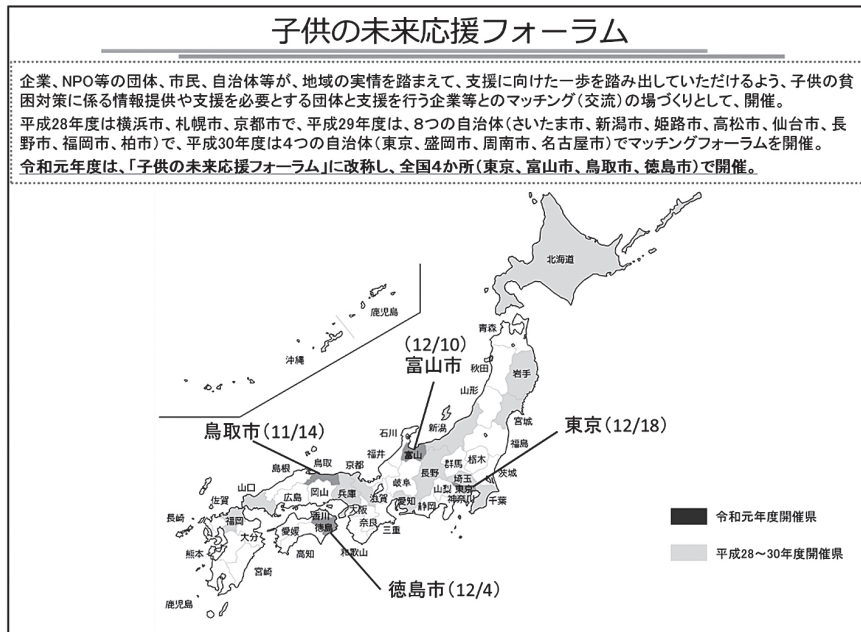 子供の未来応援フォーラム
企業、NPO等の団体、市民、自治体等が、地域の実情を踏まえて、支援に向けた一歩を踏み出していただけるよう、子供の貧
困対策に係る情報提供や支援を必要とする団体と支援を行う企業等とのマッチング(交流)の場づくりとして、開催。
平成28年度は横浜市、札幌市、京都市で、平成29年度は、8つの自治体(さいたま市、新潟市、姫路市、高松市、仙台市、長
野市、福岡市、柏市)で、平成30年度は4つの自治体(東京、盛岡市、周南市、名古屋市)でマッチングフォーラムを開催。
令和元年度は、「子供の未来応援フォーラム」に改称し、全国4か所(東京、富山市、鳥取市、徳島市)で開催。
北海道
鹿児島
沖縄
青森
(12/10)
富山市
秋田
岩手
山形
宮城
鳥取市(11/14)
石川
新潟
東京(12/18)
福島
富山
福井
群馬
栃木
茨城
長野
埼玉
東京
岐阜
山梨
神奈川
千葉
静岡
愛知
島根
鳥取
京都
山口
広島
岡山
兵庫
滋賀
大阪
奈良
三重
和歌山
佐賀
福岡
長崎
大分
熊本
宮崎
鹿児島
愛媛
香川
徳島
高知
徳島市(12/4)
令和元年度開催県
平成28~30年度開催県